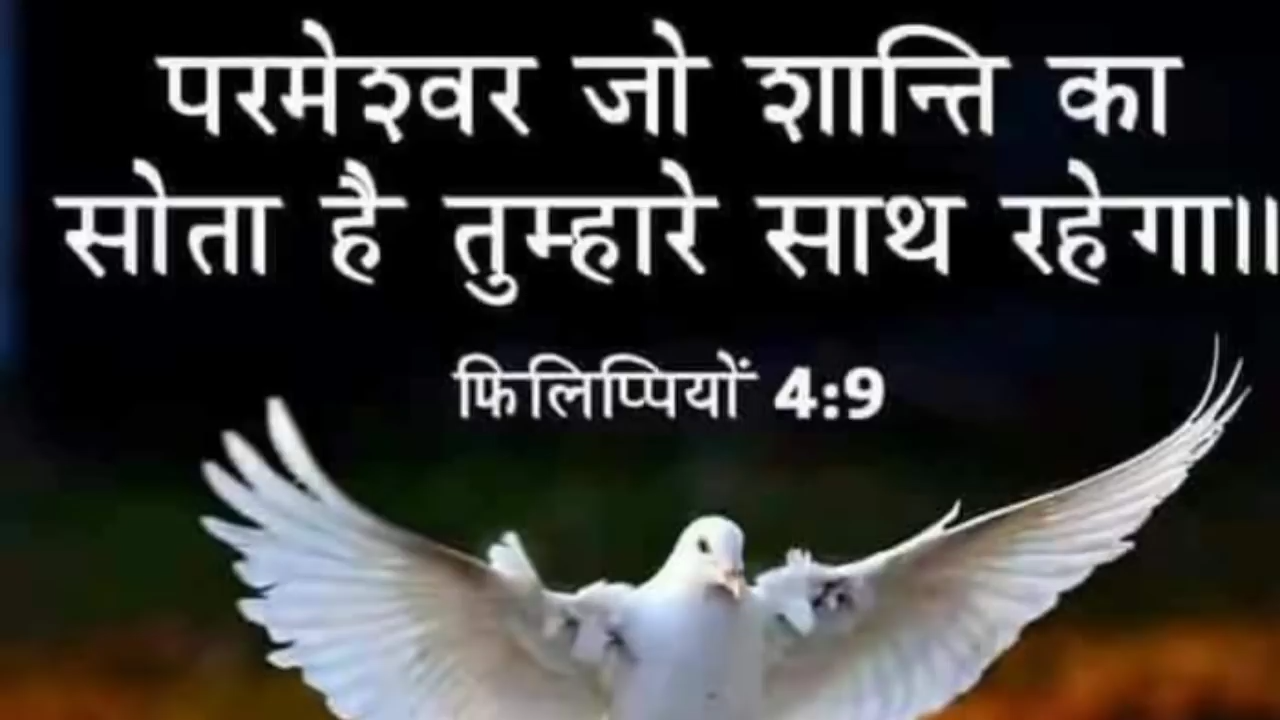 परमेश्वर जो शान्ति का
सोता है तुम्हारे साथ रहेगा॥
फिलिप्पियों 4:9